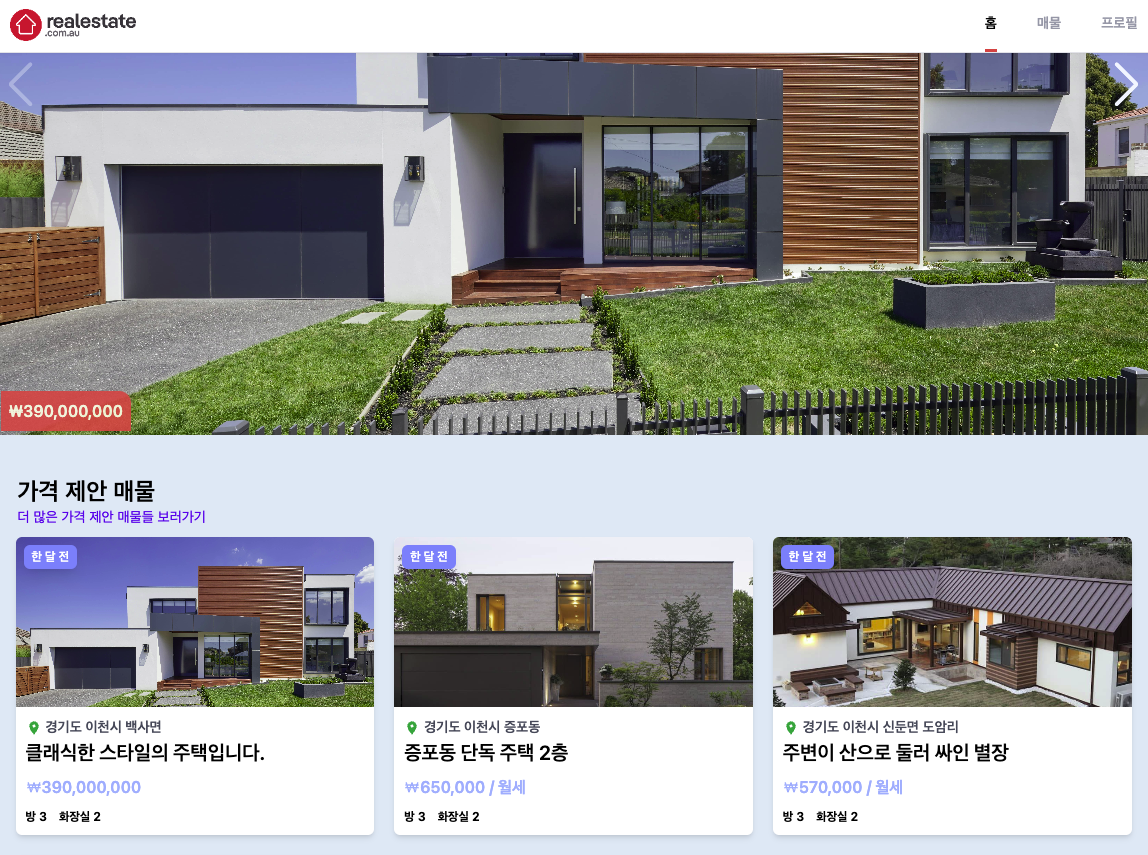 realestate
.com.au
홈
매물
프로필
₩390,000,000
가격 제안 매물
더 많은 가격 제안 매물들 보러가기
한 달 전
한 달 전
한 달 전
경기도 이천시 백사면
클래식한 스타일의 주택입니다.
₩390,000,000
방 3 화장실 2
경기도 이천시 증포동
증포동 단독 주택 2층
₩650,000 / 월세
방 3 화장실 2
경기도 이천시 신둔면 도암리
주변이 산으로 둘러 싸인 별장
₩570,000 / 월세
방 3 화장실 2